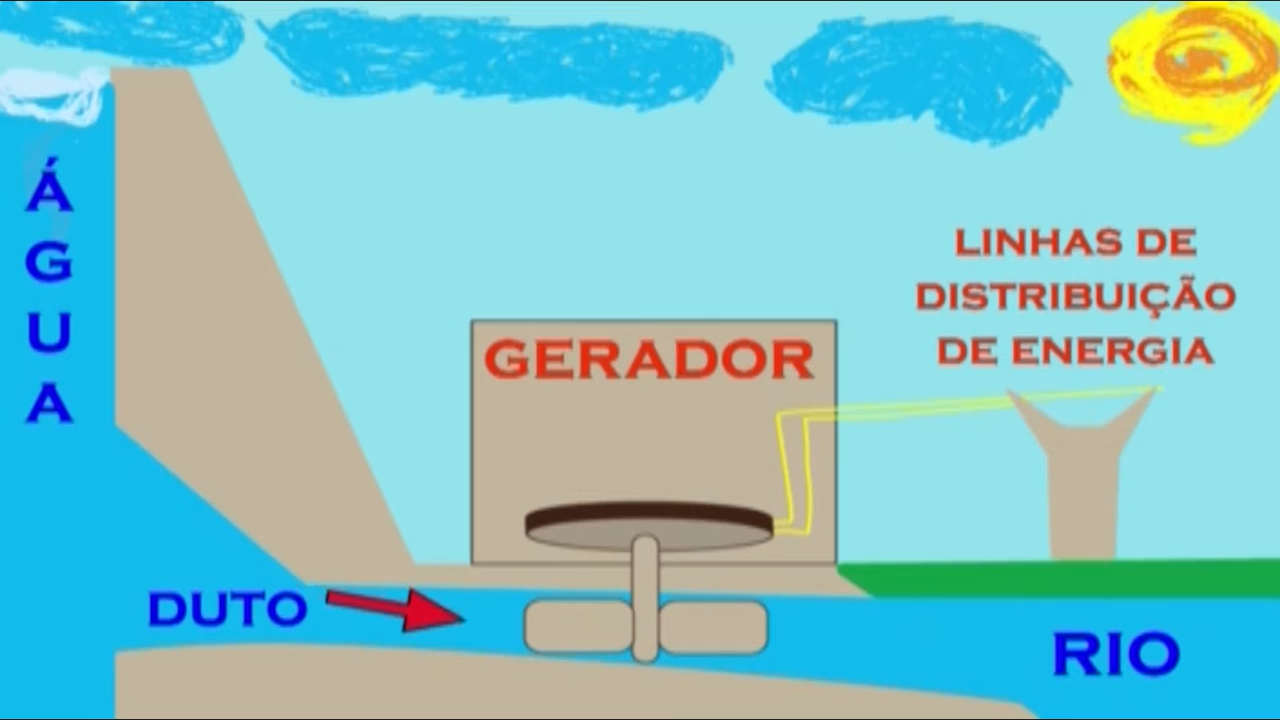 ÁGUA
GERADOR
LINHAS DE
DISTRIBUIÇÃO
DE ENERGIA
DUTO
RIO